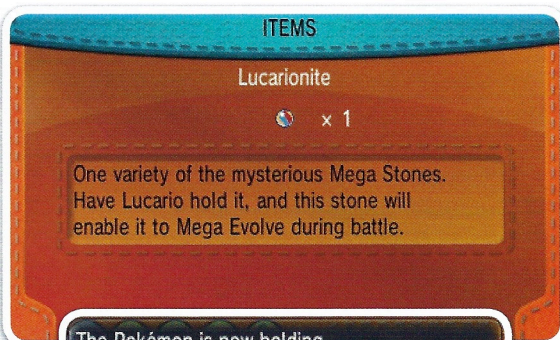 ITEMS
Lucarionite
× 1
One variety of the mysterious Mega Stones.
Have Lucario hold it, and this stone will
enable it to Mega Evolve during battle.
The Pokémon is now holding